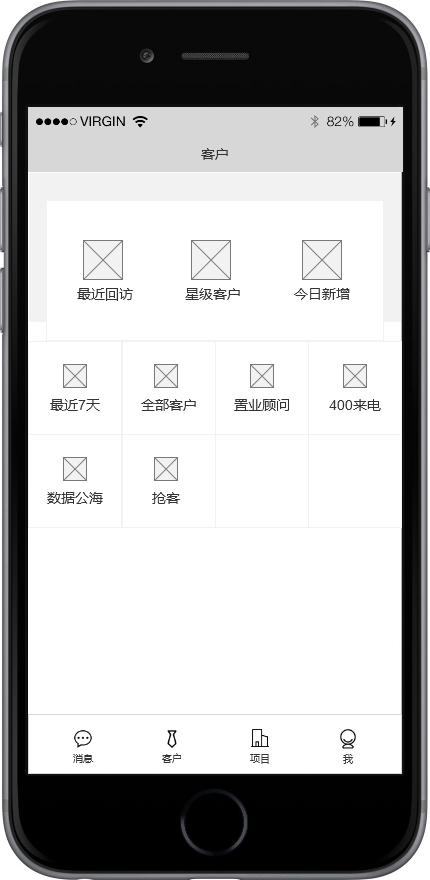 VIRGIN 82%
客户
最近回访 星级客户 今日新增
最近7天 全部客户 置业顾问 400来电
数据公海 抢客
消息 客户 项目 我